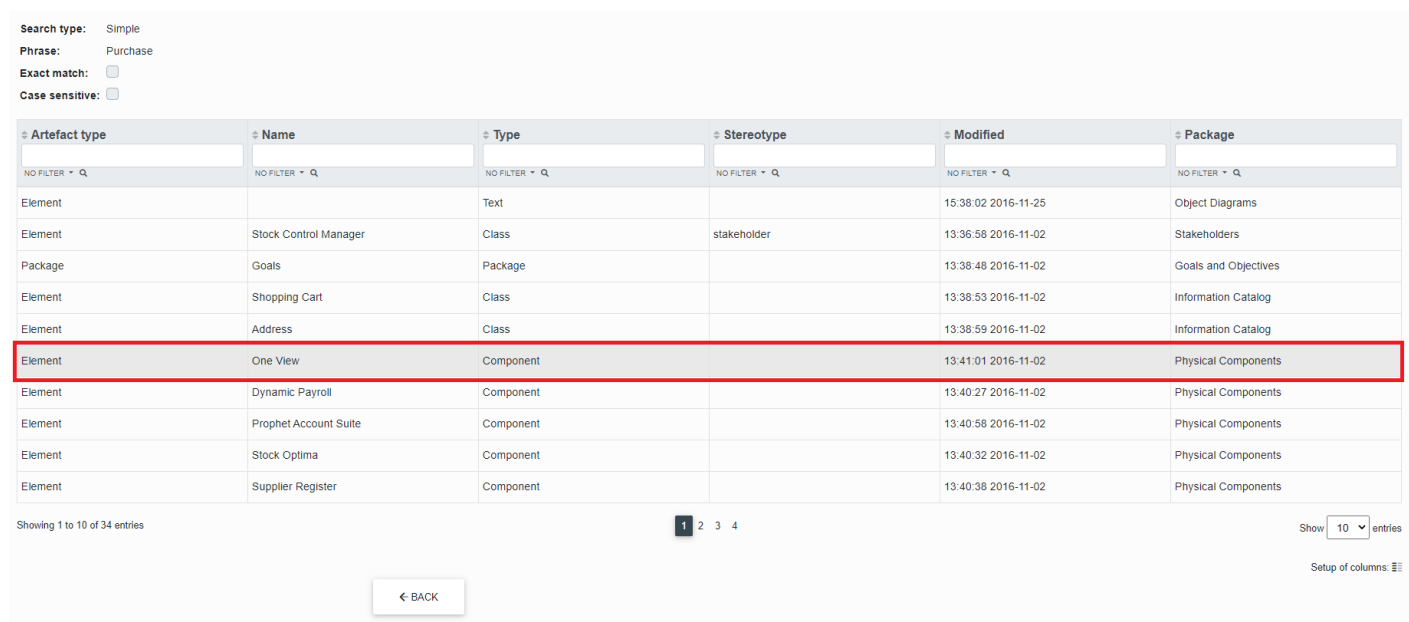 Search type: Simple
Phrase: Purchase
Exact match:
Case sensitive:
Artefact type Name Type Stereotype Modified Package
NO FILTER NO FILTER NO FILTER NO FILTER NO FILTER NO FILTER
Element Text 15:38:02 2016-11-25 Object Diagrams
Element Stock Control Manager Class stakeholder 13:36:58 2016-11-02 Stakeholders
Package Goals Package 13:38:48 2016-11-02 Goals and Objectives
Element Shopping Cart Class 13:38:53 2016-11-02 Information Catalog
Element Address Class 13:38:59 2016-11-02 Information Catalog
Element One View Component 13:41:01 2016-11-02 Physical Components
Element Dynamic Payroll Component 13:40:27 2016-11-02 Physical Components
Element Prophet Account Suite Component 13:40:58 2016-11-02 Physical Components
Element Stock Optima Component 13:40:32 2016-11-02 Physical Components
Element Supplier Register Component 13:40:38 2016-11-02 Physical Components
Showing 1 to 10 of 34 entries 1 2 3 4 Show 10 entries
Setup of columns:
BACK